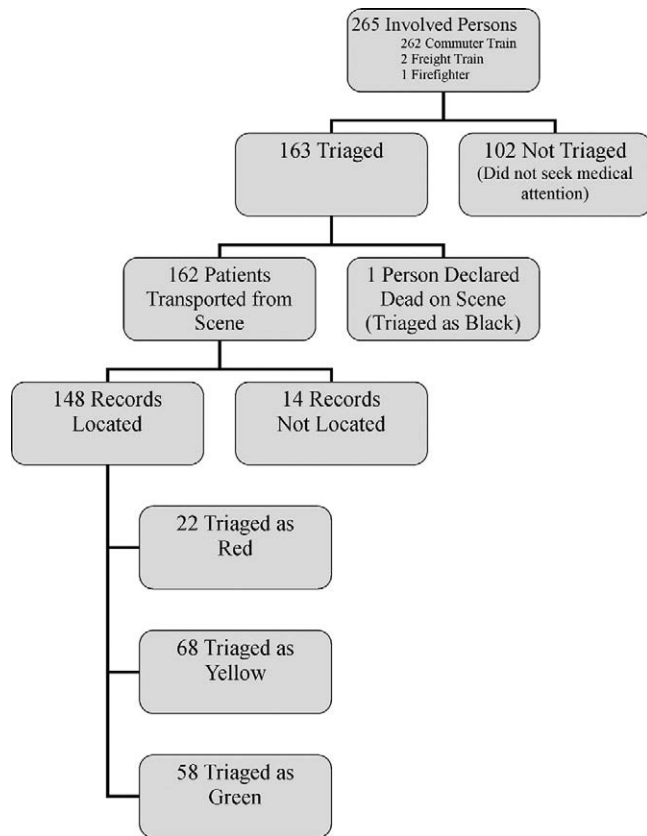 265 Involved Persons
262 Commuter Train
2 Freight Train
1 Firefighter
163 Triaged
102 Not Triaged
(Did not seek medical
attention)
162 Patients
Transported from
Scene
1 Person Declared
Dead on Scene
(Triaged as Black)
148 Records
Located
14 Records
Not Located
22 Triaged as
Red
68 Triaged as
Yellow
58 Triaged as
Green